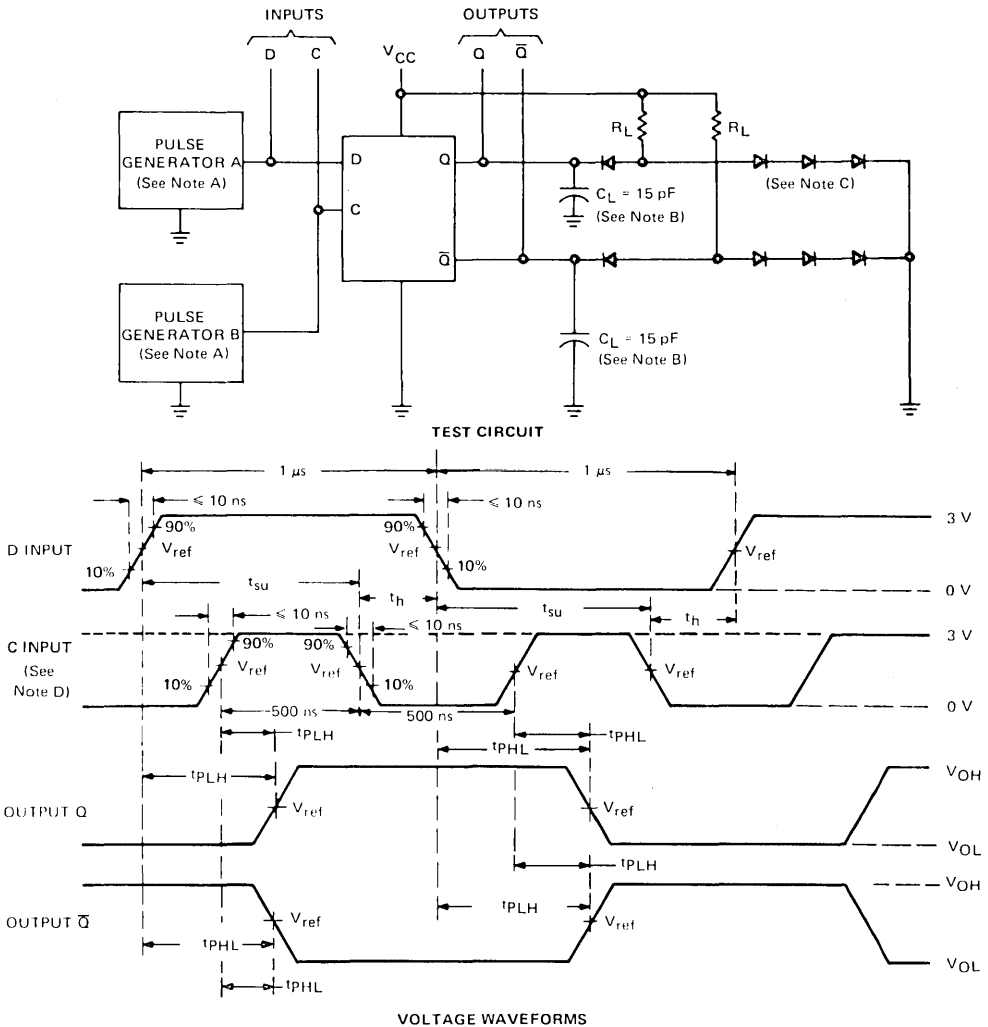 INPUTS
OUTPUTS
D
C
VCC
Q
Q̅
PULSE
GENERATOR A
(See Note A)
D
Q
C
Q̅
RL
RL
CL = 15 pF
(See Note B)
(See Note C)
PULSE
GENERATOR B
(See Note A)
CL = 15 pF
(See Note B)
TEST CIRCUIT
1 μs
1 μs
≤ 10 ns
≤ 10 ns
D INPUT
90%
90%
3 V
Vref
Vref
Vref
10%
10%
0 V
tsu
th
tsu
th
≤ 10 ns
≤ 10 ns
C INPUT
(See
Note D)
90%
90%
3 V
Vref
Vref
Vref
Vref
10%
10%
0 V
500 ns
500 ns
tPLH
tPHL
tPHL
tPLH
OUTPUT Q
VOH
Vref
Vref
VOL
tPLH
OUTPUT Q̅
VOH
tPLH
Vref
Vref
tPHL
VOL
tPHL
VOLTAGE WAVEFORMS